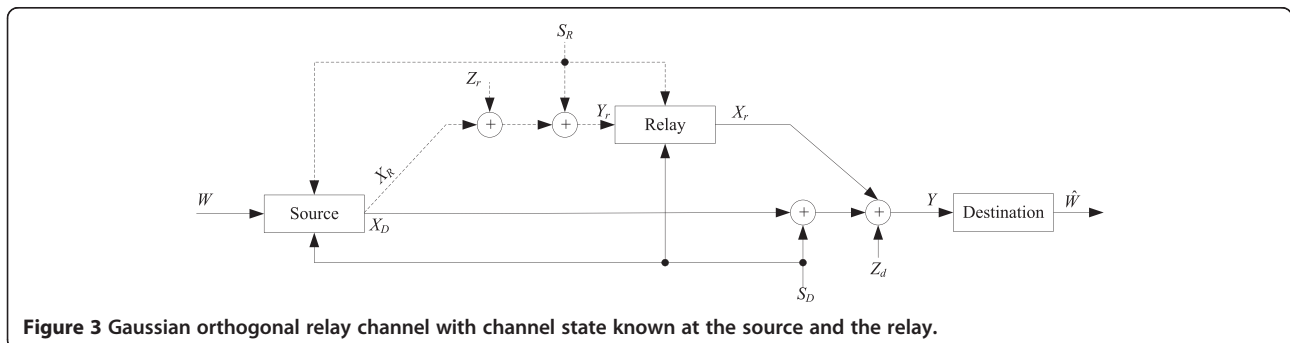 S_R
Z_r
Y_r
Relay
X_r
X_R
W
Source
X_D
Y
Destination
Ŵ
Z_d
S_D
Figure 3 Gaussian orthogonal relay channel with channel state known at the source and the relay.